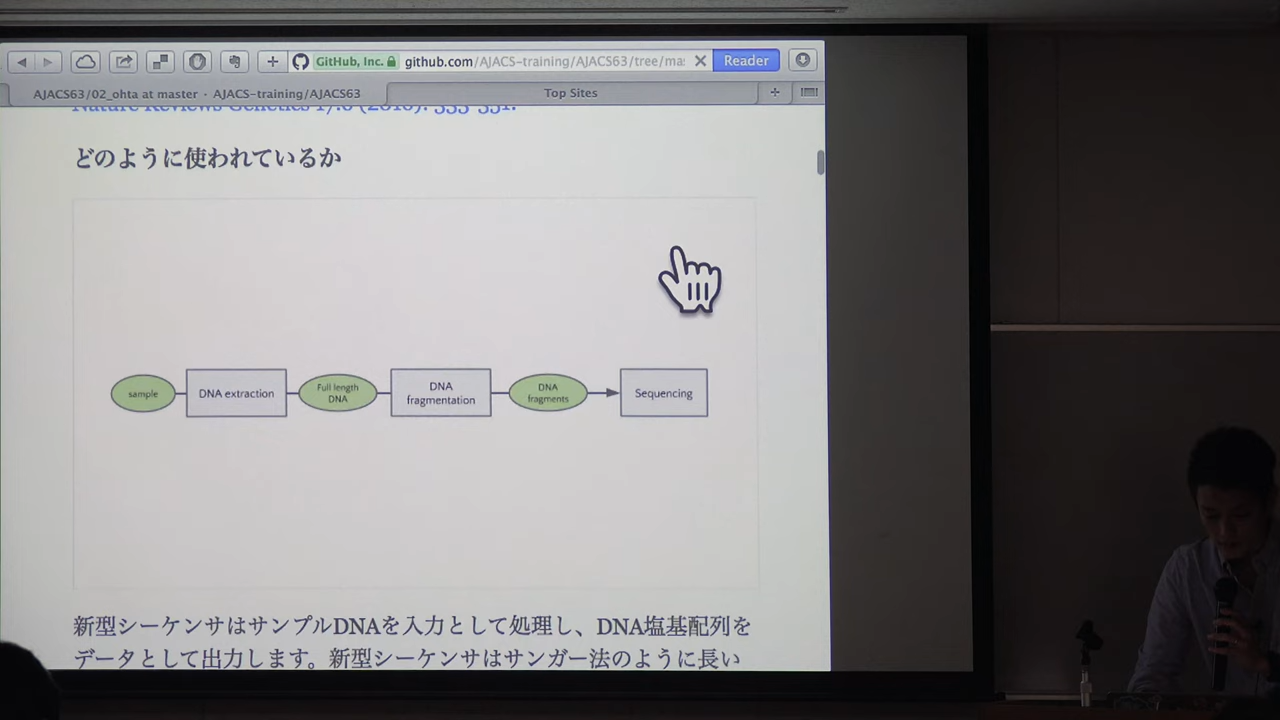 GitHub, Inc. github.com/AJACS-training/AJACS63/tree/mas Reader
AJACS63/02_ohta at master · AJACS-training/AJACS63
Top Sites
Nature Reviews Genetics 17.6 (2016): 333-351.
どのように使われているか
sample
DNA extraction
Full length
DNA
DNA
fragmentation
DNA
fragments
Sequencing
新型シーケンサはサンプルDNAを入力として処理し、DNA塩基配列を
データとして出力します。新型シーケンサはサンガー法のように長い